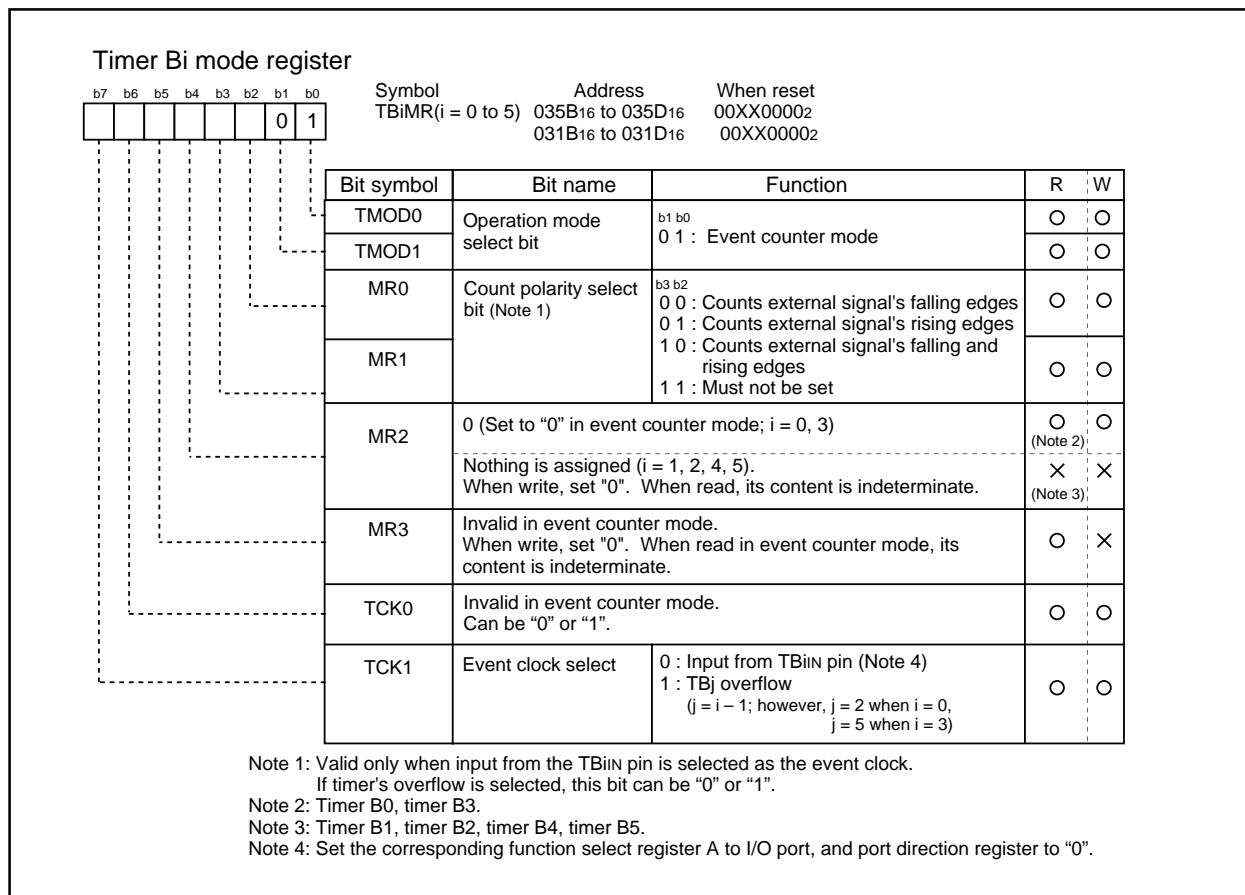 Timer Bi mode register
Symbol Address When reset
TBiMR(i = 0 to 5) 035B16 to 035D16 00XX00002
031B16 to 031D16 00XX00002
b7 b6 b5 b4 b3 b2 b1 b0
0 1
Bit symbol Bit name Function R W
TMOD0
TMOD1
Operation mode
select bit
b1 b0
0 1 : Event counter mode
MR0
MR1
Count polarity select
bit (Note 1)
b3 b2
0 0 : Counts external signal's falling edges
0 1 : Counts external signal's rising edges
1 0 : Counts external signal's falling and
rising edges
1 1 : Must not be set
MR2
0 (Set to “0” in event counter mode; i = 0, 3)
(Note 2)
Nothing is assigned (i = 1, 2, 4, 5).
When write, set "0". When read, its content is indeterminate.
(Note 3)
MR3
Invalid in event counter mode.
When write, set "0". When read in event counter mode, its
content is indeterminate.
TCK0
Invalid in event counter mode.
Can be “0” or “1”.
TCK1
Event clock select
0 : Input from TBiIN pin (Note 4)
1 : TBj overflow
(j = i – 1; however, j = 2 when i = 0,
j = 5 when i = 3)
Note 1: Valid only when input from the TBiIN pin is selected as the event clock.
If timer's overflow is selected, this bit can be “0” or “1”.
Note 2: Timer B0, timer B3.
Note 3: Timer B1, timer B2, timer B4, timer B5.
Note 4: Set the corresponding function select register A to I/O port, and port direction register to “0”.